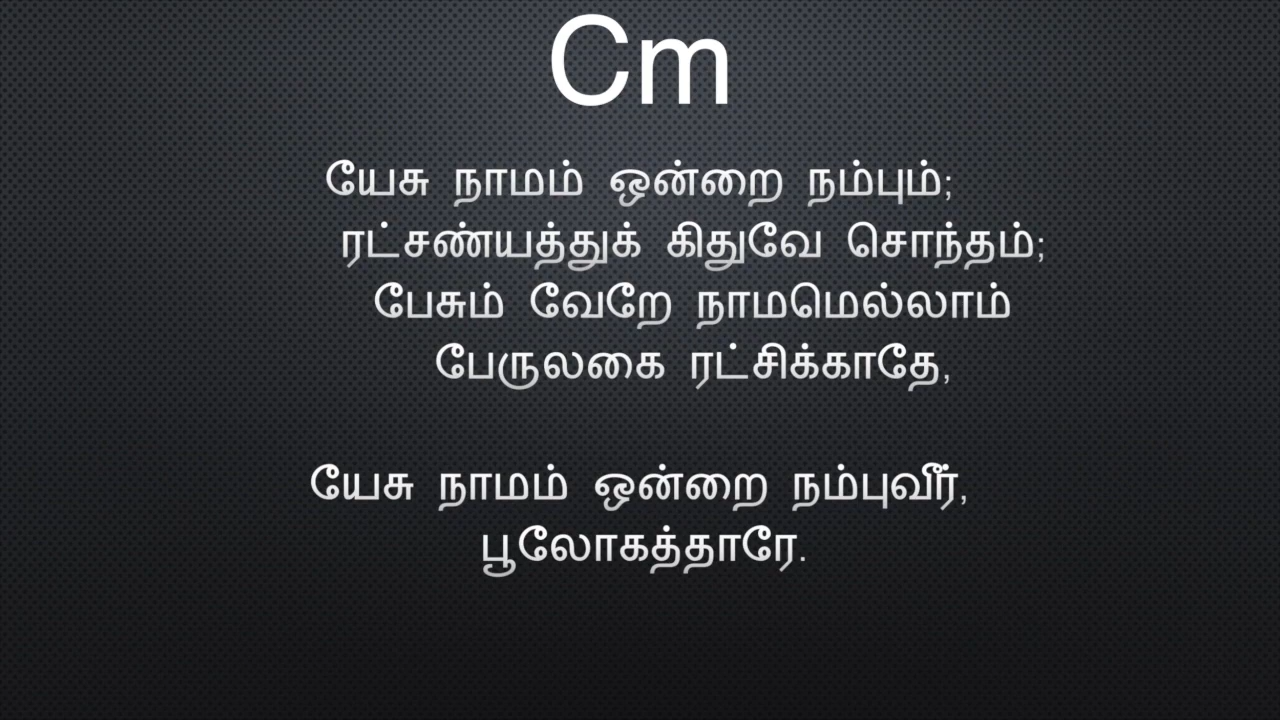 Cm
யேசு நாமம் ஒன்றை நம்பும்;
ரட்சண்யத்துக் கிதுவே சொந்தம்;
பேசும் வேறே நாமமெல்லாம்
பேருலகை ரட்சிக்காதே,
யேசு நாமம் ஒன்றை நம்புவீர்,
பூலோகத்தாரே.